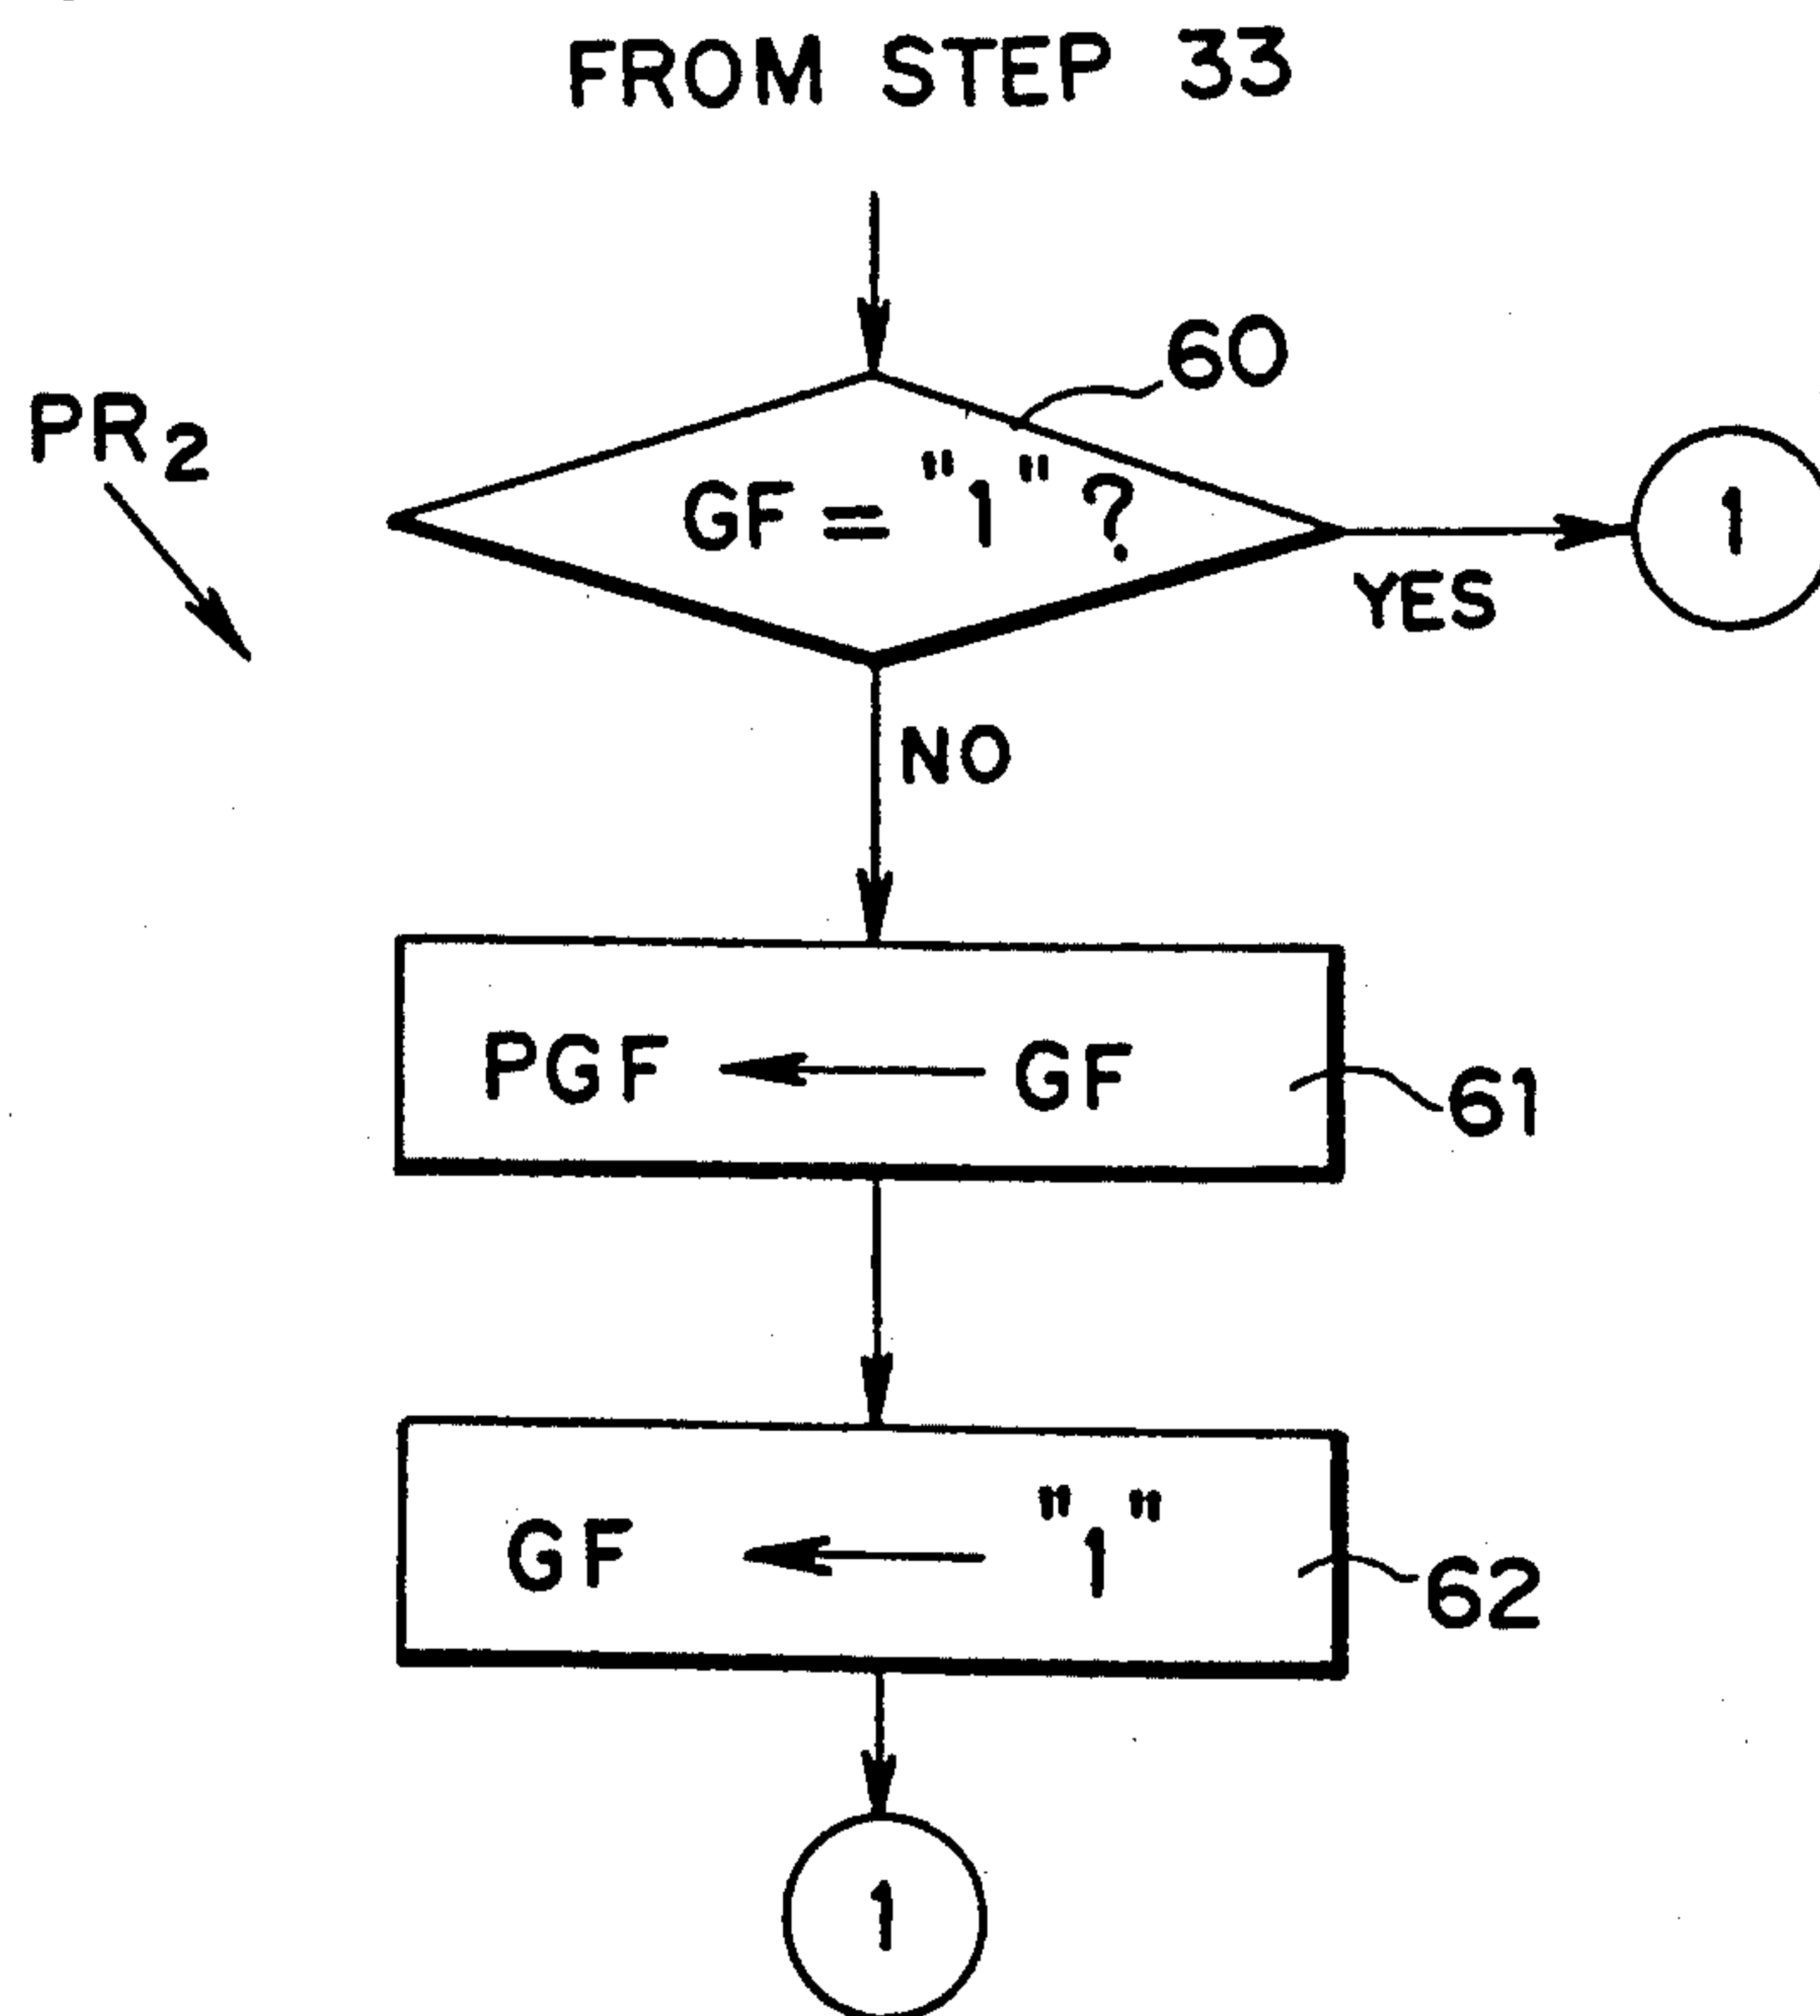 FROM STEP 33
60
PR2
GF = "1" ?
1
YES
NO
PGF ← GF
61
GF ← "1"
62
1